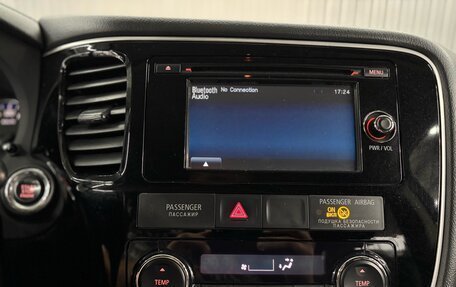 MENU
Bluetooth No Connection 17:24
Audio
PWR / VOL
ENGINE
PASSENGER
ПАССАЖИР
PASSENGER AIRBAG
ON
ПОДУШКА БЕЗОПАСНОСТИ
ПАССАЖИРА
TEMP
TEMP